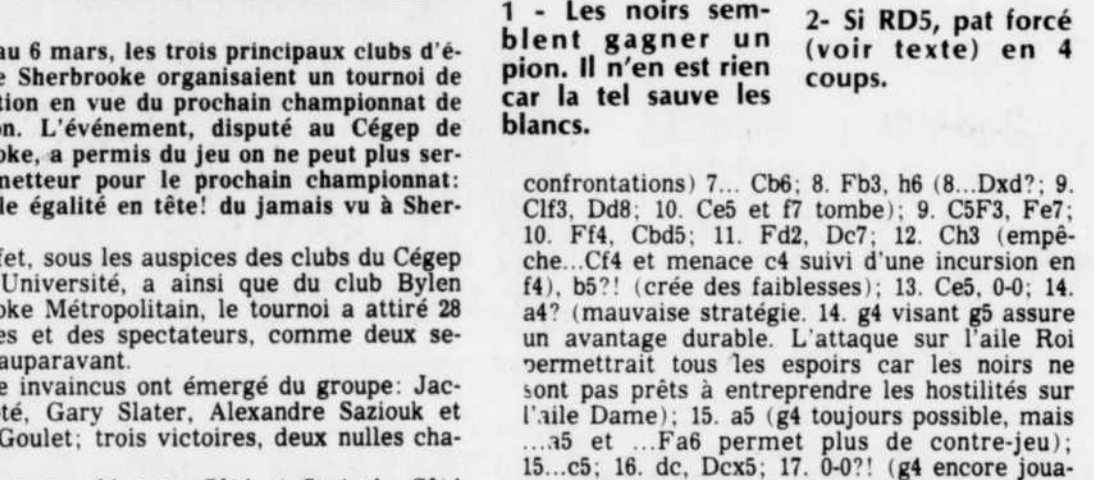 au 6 mars, les trois principaux clubs d'é-
e Sherbrooke organisaient un tournoi de
tion en vue du prochain championnat de
n. L'événement, disputé au Cégep de
oke, a permis du jeu on ne peut plus ser-
metteur pour le prochain championnat:
le égalité en tête! du jamais vu à Sher-
fet, sous les auspices des clubs du Cégep
Université, a ainsi que du club Bylen
oke Métropolitain, le tournoi a attiré 28
es et des spectateurs, comme deux se-
auparavant.
e invaincus ont émergé du groupe: Jac-
té, Gary Slater, Alexandre Saziouk et
Goulet; trois victoires, deux nulles cha-
1 - Les noirs sem-
blent gagner un
pion. Il n'en est rien
car la tel sauve les
blancs.
2- Si RD5, pat forcé
(voir texte) en 4
coups.
confrontations) 7... Cb6; 8. Fb3, h6 (8...Dxd?; 9.
Clf3, Dd8; 10. Ce5 et f7 tombe); 9. C5F3, Fe7;
10. Ff4, Cbd5; 11. Fd2, Dc7; 12. Ch3 (empê-
che...Cf4 et menace c4 suivi d'une incursion en
f4), b5?! (crée des faiblesses); 13. Ce5, 0-0; 14.
a4? (mauvaise stratégie. 14. g4 visant g5 assure
un avantage durable. L'attaque sur l'aile Roi
permettrait tous les espoirs car les noirs ne
sont pas prêts à entreprendre les hostilités sur
l'aile Dame); 15. a5 (g4 toujours possible, mais
...a5 et ...Fa6 permet plus de contre-jeu);
15...c5; 16. dc, Dcx5; 17. 0-0?! (g4 encore joua-